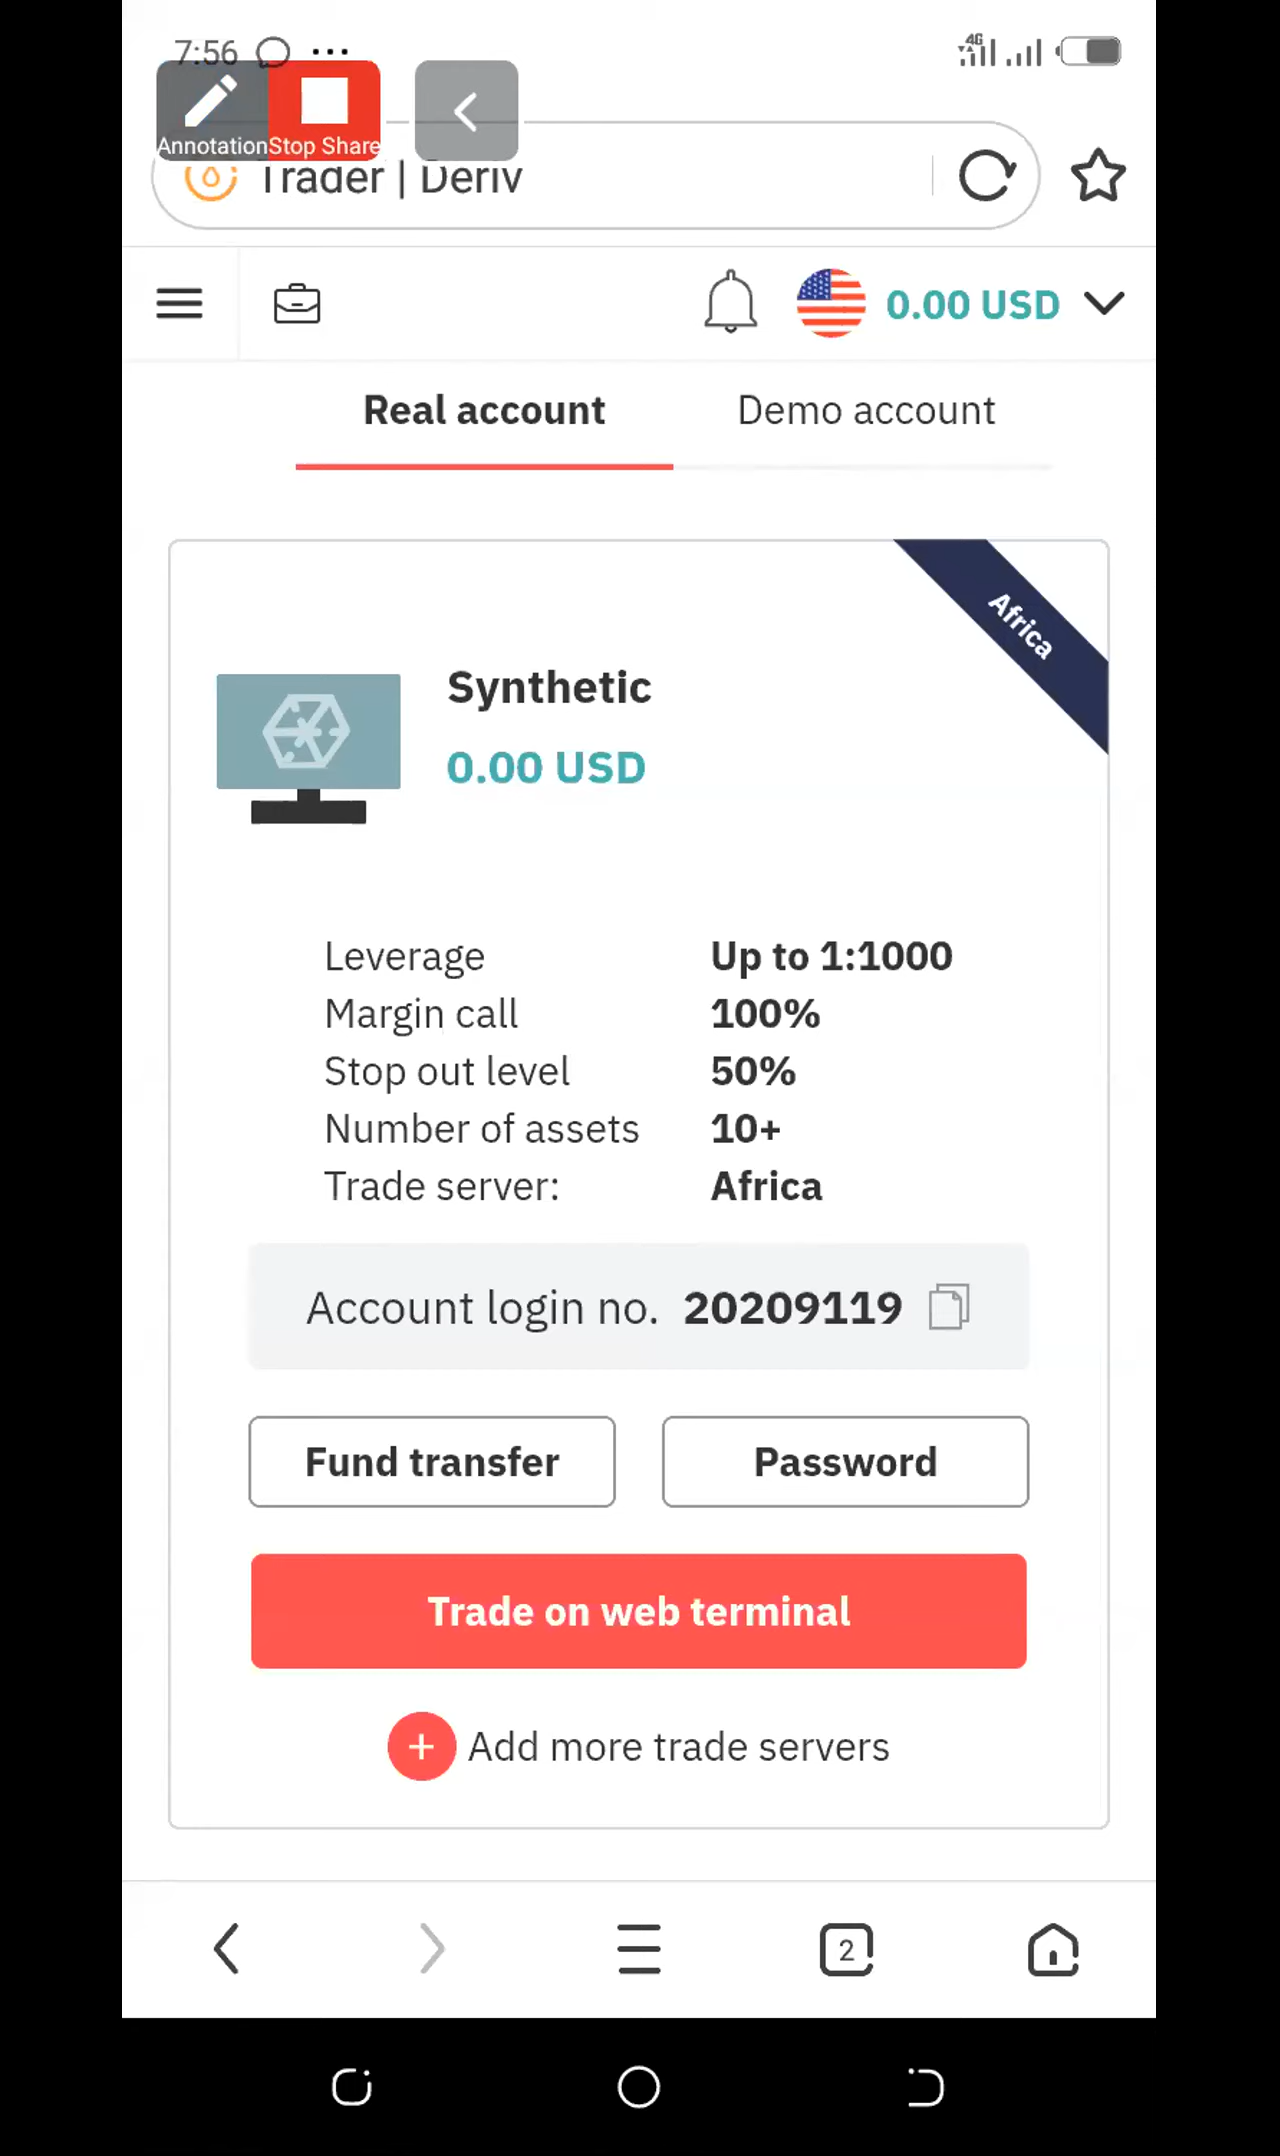 7:56
4G
Annotation
Stop Share
Trader | Deriv
0.00 USD
Real account
Demo account
Africa
Synthetic
0.00 USD
Leverage Up to 1:1000
Margin call 100%
Stop out level 50%
Number of assets 10+
Trade server: Africa
Account login no. 20209119
Fund transfer
Password
Trade on web terminal
+ Add more trade servers
2